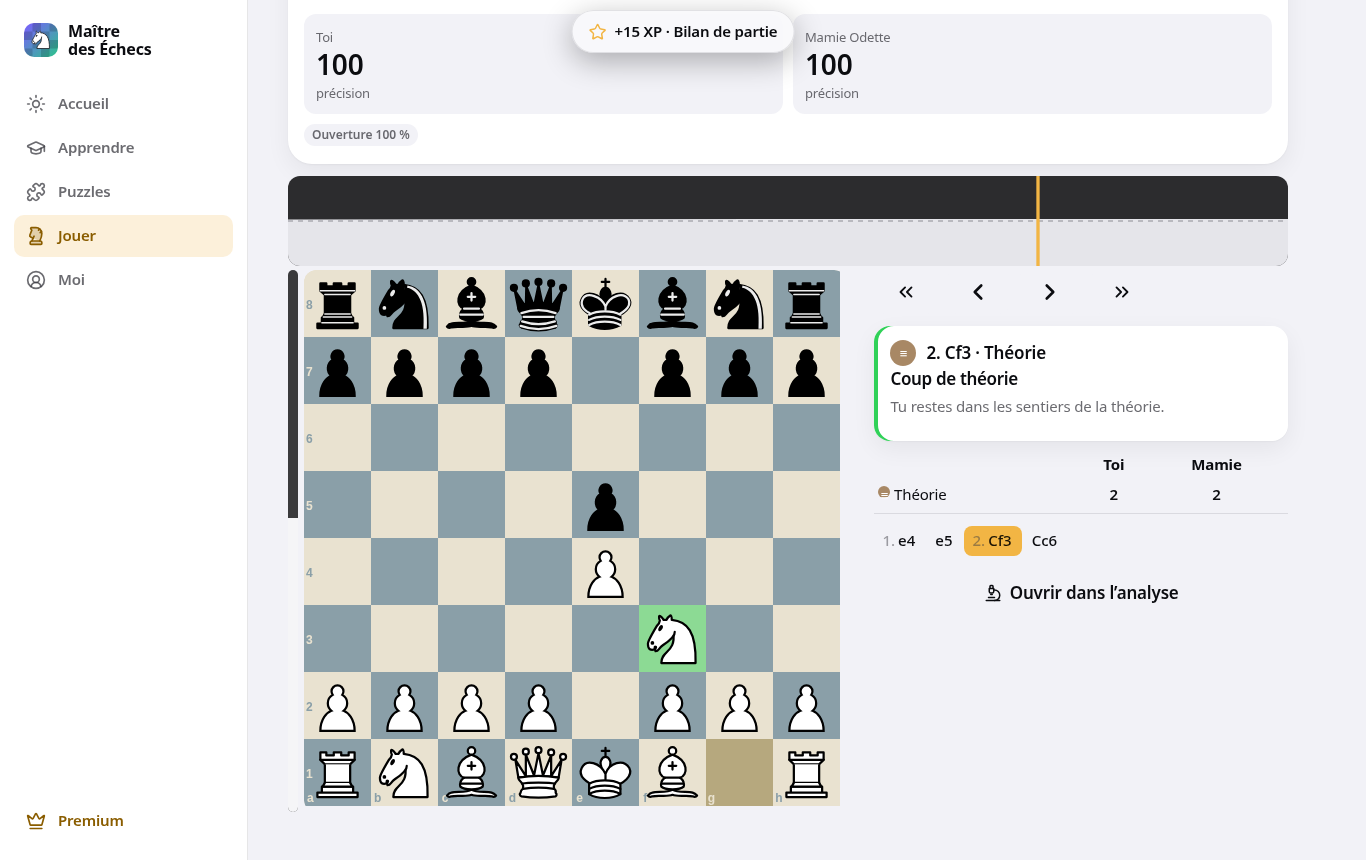 Maître
des Échecs
Accueil
Apprendre
Puzzles
Jouer
Moi
Premium
+15 XP · Bilan de partie
Toi
100
précision
Mamie Odette
100
précision
Ouverture 100 %
8
7
6
5
4
3
2
1
a b c d e f g h
2. Cf3 · Théorie
Coup de théorie
Tu restes dans les sentiers de la théorie.
Toi Mamie
Théorie 2 2
1. e4 e5 2. Cf3 Cc6
Ouvrir dans l’analyse